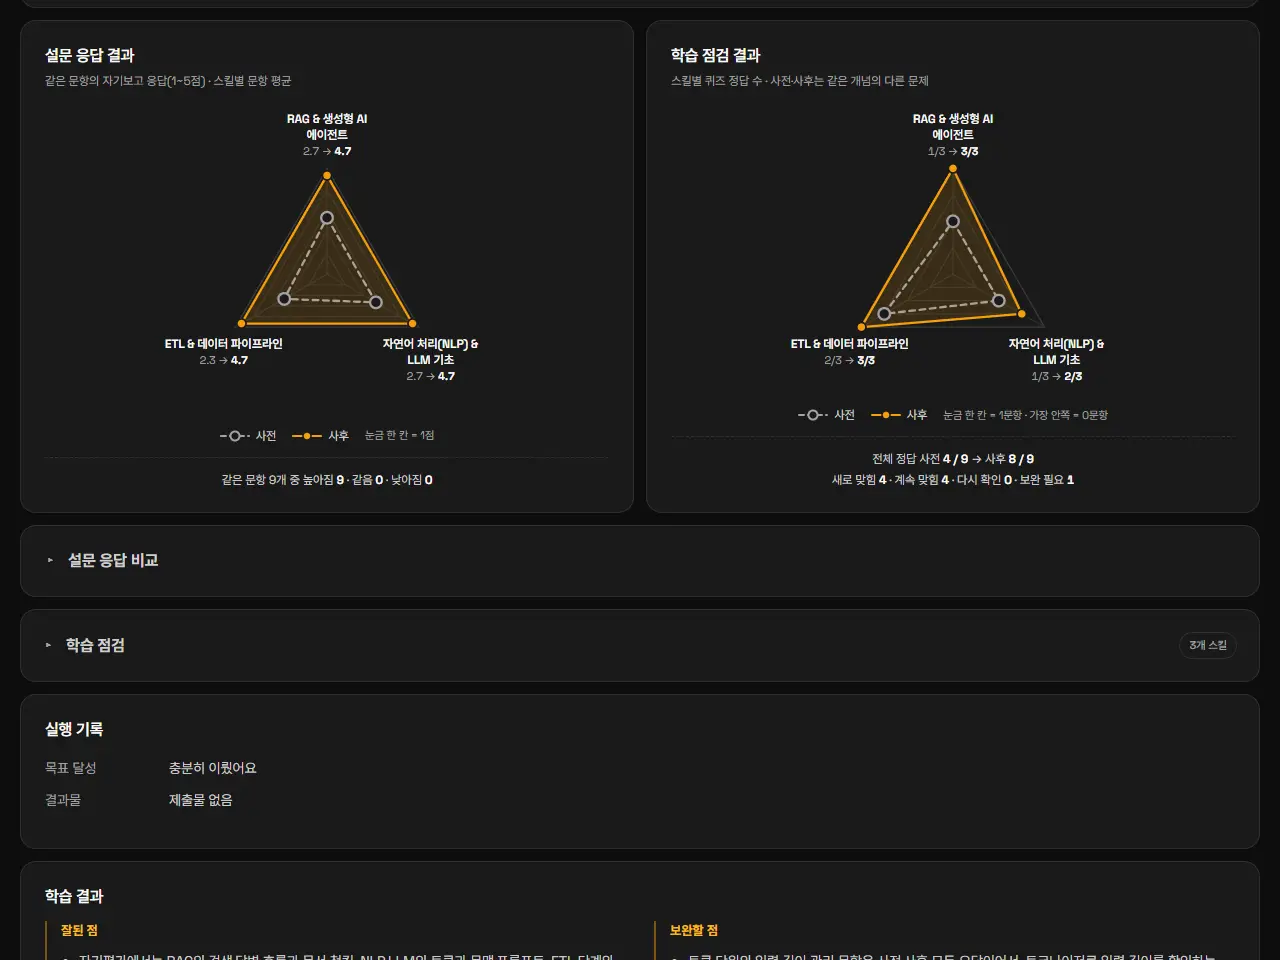 설문 응답 결과
같은 문항의 자기보고 응답(1~5점) · 스킬별 문항 평균
RAG & 생성형 AI
에이전트
2.7 → 4.7
ETL & 데이터 파이프라인
2.3 → 4.7
자연어 처리(NLP) &
LLM 기초
2.7 → 4.7
사전 사후 눈금 한 칸 = 1점
같은 문항 9개 중 높아짐 9 · 같음 0 · 낮아짐 0
학습 점검 결과
스킬별 퀴즈 정답 수 · 사전·사후는 같은 개념의 다른 문제
RAG & 생성형 AI
에이전트
1/3 → 3/3
ETL & 데이터 파이프라인
2/3 → 3/3
자연어 처리(NLP) &
LLM 기초
1/3 → 2/3
사전 사후 눈금 한 칸 = 1문항 · 가장 안쪽 = 0문항
전체 정답 사전 4 / 9 → 사후 8 / 9
새로 맞힘 4 · 계속 맞힘 4 · 다시 확인 0 · 보완 필요 1
설문 응답 비교
학습 점검
3개 스킬
실행 기록
목표 달성 충분히 이뤘어요
결과물 제출물 없음
학습 결과
잘된 점
보완할 점